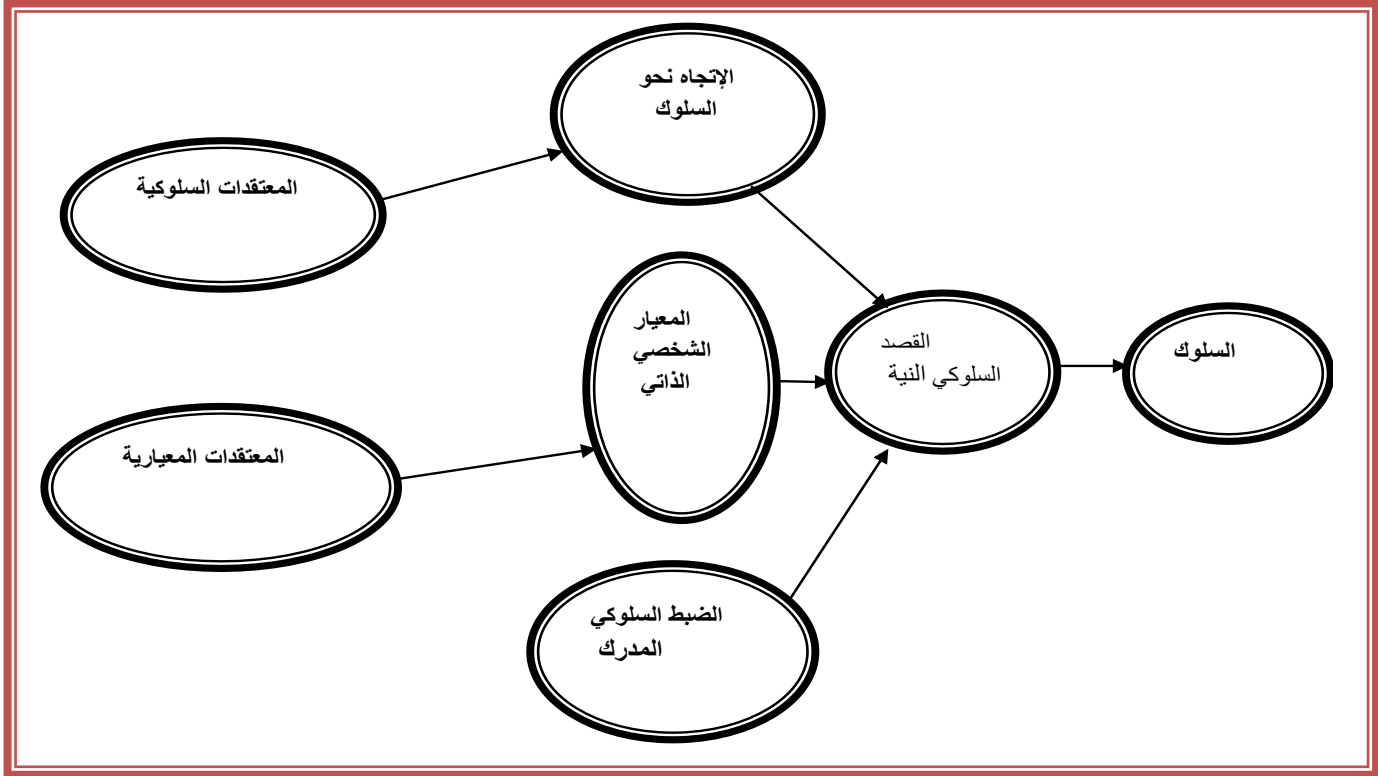 الإتجاه نحو
السلوك
المعتقدات السلوكية
المعيار
الشخصي
الذاتي
القصد
السلوكي النية
السلوك
المعتقدات المعيارية
الضبط السلوكي
المدرك